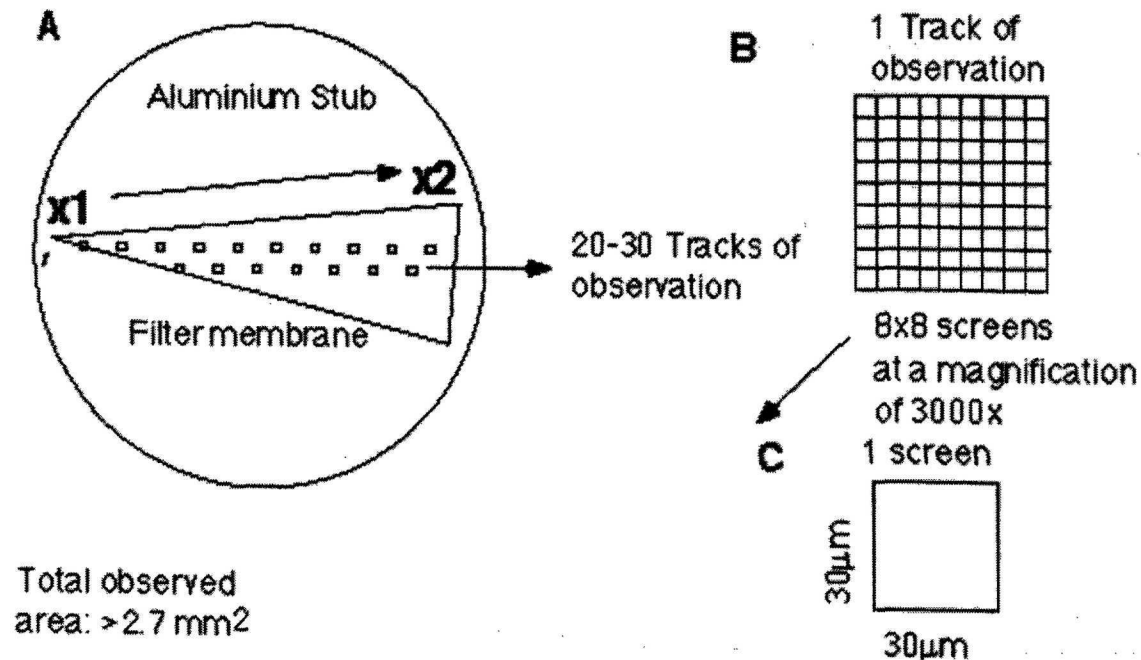 A
Aluminium Stub
x1
x2
20-30 Tracks of
observation
Filter membrane
Total observed
area: >2.7 mm2
B
1 Track of
observation
8x8 screens
at a magnification
of 3000x
C
1 screen
30µm
30µm